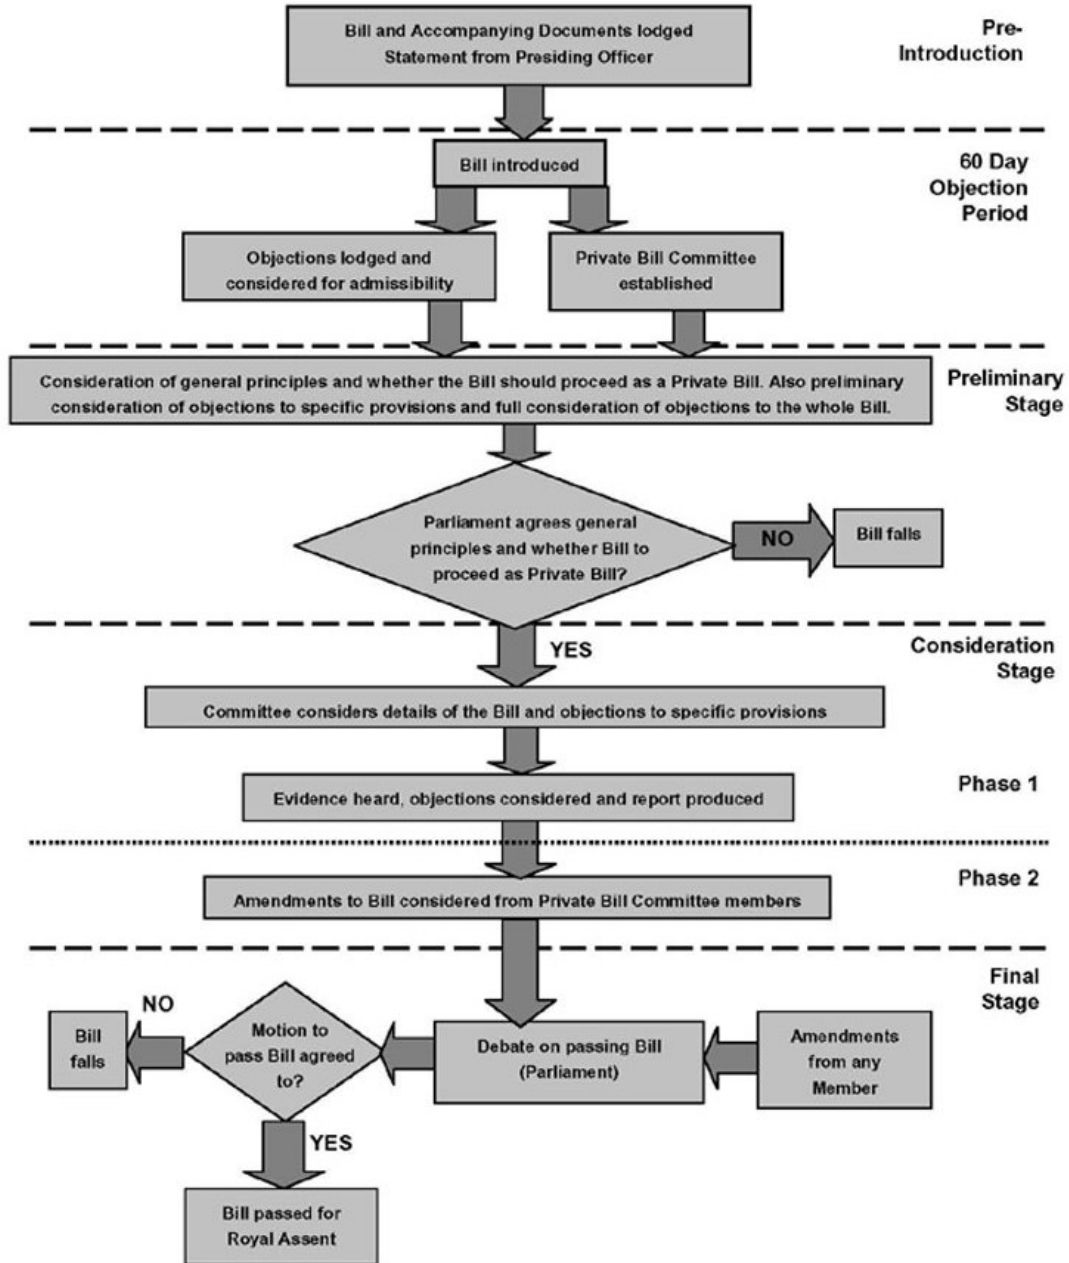 Bill and Accompanying Documents lodged
Statement from Presiding Officer
Pre-
Introduction
Bill introduced
60 Day
Objection
Period
Objections lodged and
considered for admissibility
Private Bill Committee
established
Consideration of general principles and whether the Bill should proceed as a Private Bill. Also preliminary
consideration of objections to specific provisions and full consideration of objections to the whole Bill.
Preliminary
Stage
Parliament agrees general
principles and whether Bill to
proceed as Private Bill?
NO
Bill falls
YES
Consideration
Stage
Committee considers details of the Bill and objections to specific provisions
Evidence heard, objections considered and report produced
Phase 1
Phase 2
Amendments to Bill considered from Private Bill Committee members
Final
Stage
NO
Bill
falls
Motion to
pass Bill agreed
to?
Debate on passing Bill
(Parliament)
Amendments
from any
Member
YES
Bill passed for
Royal Assent